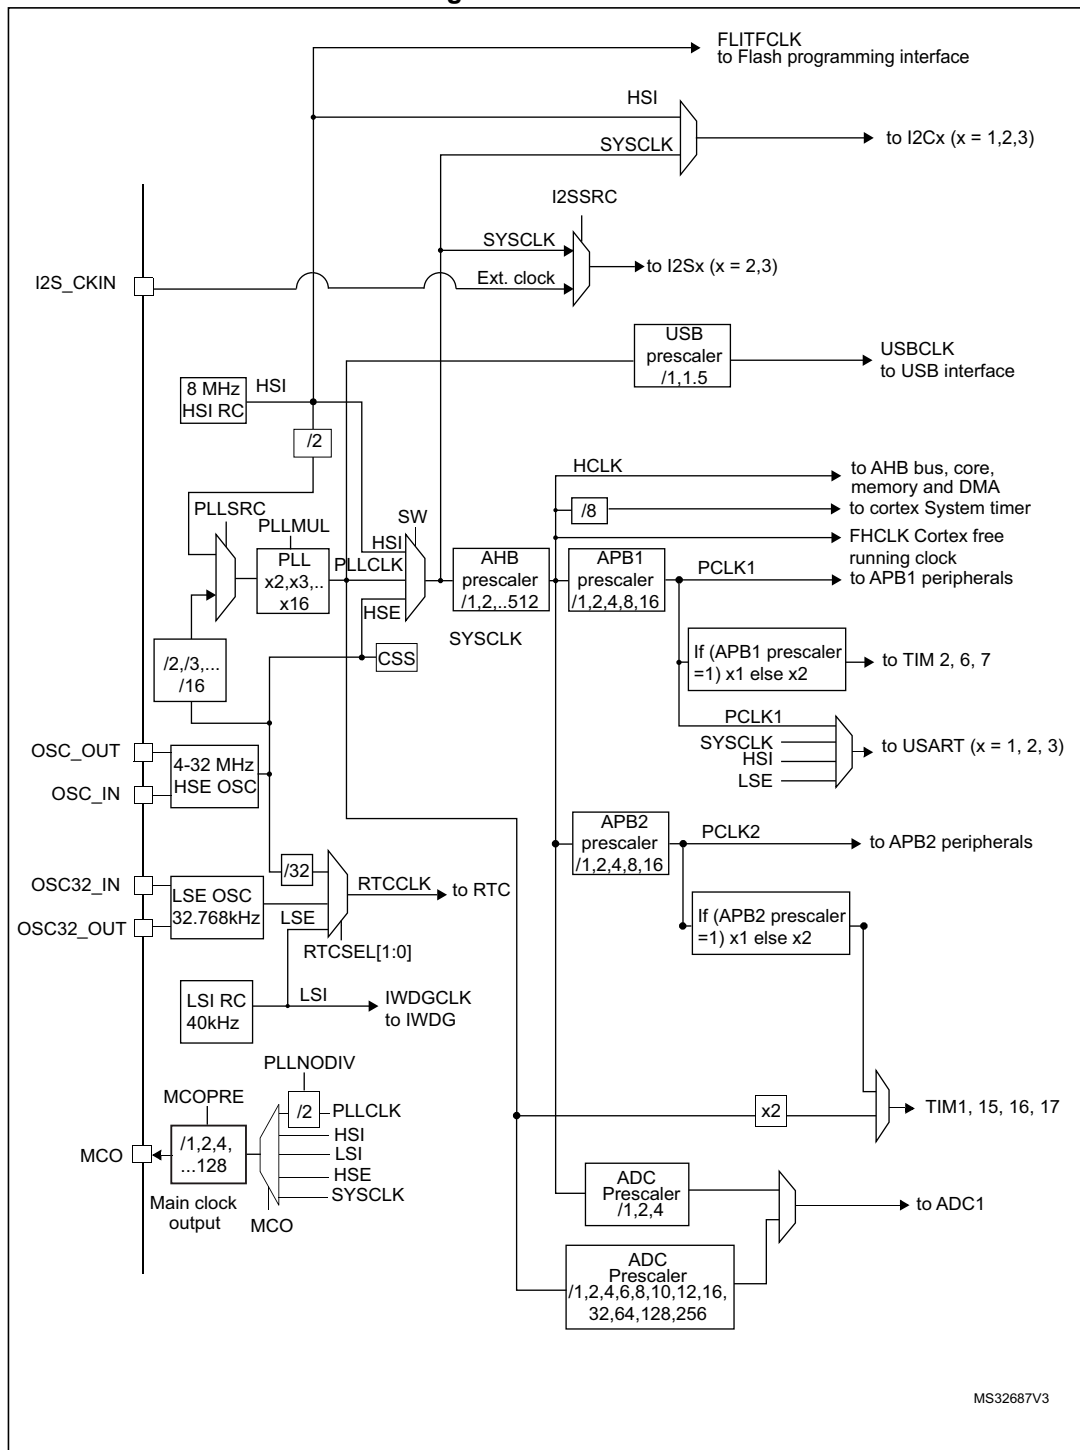 FLITFCLK
to Flash programming interface
HSI
to I2Cx (x = 1,2,3)
SYSCLK
I2SSRC
SYSCLK
to I2Sx (x = 2,3)
I2S_CKIN
Ext. clock
USB
prescaler
/1,1.5
USBCLK
to USB interface
8 MHz
HSI RC
HSI
/2
HCLK
to AHB bus, core,
memory and DMA
/8
to cortex System timer
FHCLK Cortex free
running clock
PLLSRC
PLLMUL
PLL
x2,x3,..
x16
SW
HSI
PLLCLK
HSE
AHB
prescaler
/1,2,..512
APB1
prescaler
/1,2,4,8,16
PCLK1
to APB1 peripherals
SYSCLK
CSS
/2,/3,...
/16
If (APB1 prescaler
=1) x1 else x2
to TIM 2, 6, 7
PCLK1
SYSCLK
HSI
LSE
to USART (x = 1, 2, 3)
OSC_OUT
OSC_IN
4-32 MHz
HSE OSC
APB2
prescaler
/1,2,4,8,16
PCLK2
to APB2 peripherals
/32
OSC32_IN
OSC32_OUT
LSE OSC
32.768kHz
LSE
RTCCLK
to RTC
RTCSEL[1:0]
If (APB2 prescaler
=1) x1 else x2
LSI RC
40kHz
LSI
IWDGCLK
to IWDG
PLLNODIV
MCOPRE
/2
PLLCLK
HSI
LSI
HSE
SYSCLK
MCO
/1,2,4,
...128
Main clock
output
MCO
x2
TIM1, 15, 16, 17
ADC
Prescaler
/1,2,4
to ADC1
ADC
Prescaler
/1,2,4,6,8,10,12,16,
32,64,128,256
MS32687V3